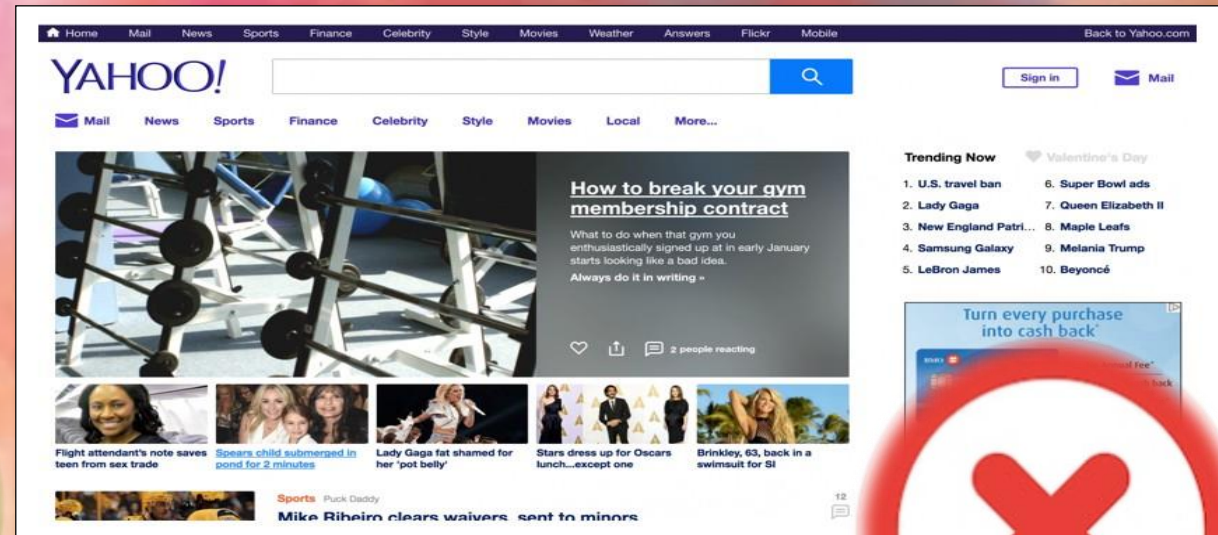 Home Mail News Sports Finance Celebrity Style Movies Weather Answers Flickr Mobile Back to Yahoo.com
YAHOO!
Sign in Mail
Mail News Sports Finance Celebrity Style Movies Local More...
How to break your gym
membership contract
What to do when that gym you
enthusiastically signed up at in early January
starts looking like a bad idea.
Always do it in writing »
2 people reacting
Trending Now Valentine's Day
1. U.S. travel ban
2. Lady Gaga
3. New England Patri...
4. Samsung Galaxy
5. LeBron James
6. Super Bowl ads
7. Queen Elizabeth II
8. Maple Leafs
9. Melania Trump
10. Beyoncé
Turn every purchase
into cash back*
Fee*
back
Flight attendant's note saves
teen from sex trade
Spears child submerged in
pond for 2 minutes
Lady Gaga fat shamed for
her 'pot belly'
Stars dress up for Oscars
lunch...except one
Brinkley, 63, back in a
swimsuit for SI
Sports Puck Daddy
12
Mike Ribeiro clears waivers, sent to minors